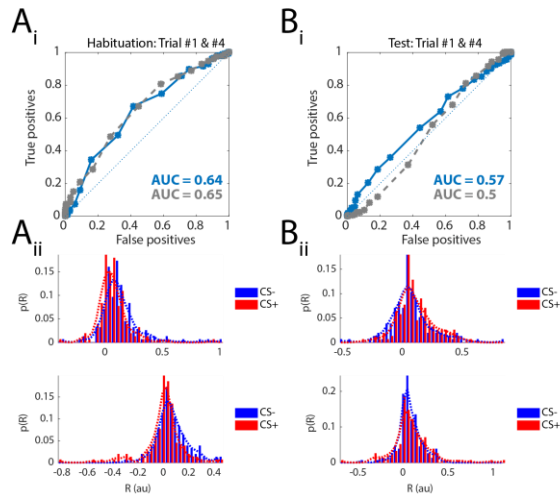 Ai
Habituation: Trial #1 & #4
1
0.8
0.6
0.4
0.2
0
0 0.2 0.4 0.6 0.8 1
True positives
False positives
AUC = 0.64
AUC = 0.65
Bi
Test: Trial #1 & #4
1
0.8
0.6
0.4
0.2
0
0 0.2 0.4 0.6 0.8 1
True positives
False positives
AUC = 0.57
AUC = 0.5
Aii
p(R)
0.15
0.1
0.05
0
0 0.5 1
CS-
CS+
p(R)
0.15
0.1
0.05
0
-0.8 -0.6 -0.4 -0.2 0 0.2 0.4
R (au)
CS-
CS+
Bii
p(R)
0.15
0.1
0.05
0
-0.5 0 0.5 1
CS-
CS+
p(R)
0.2
0.1
0
-0.5 0 0.5 1
R (au)
CS-
CS+